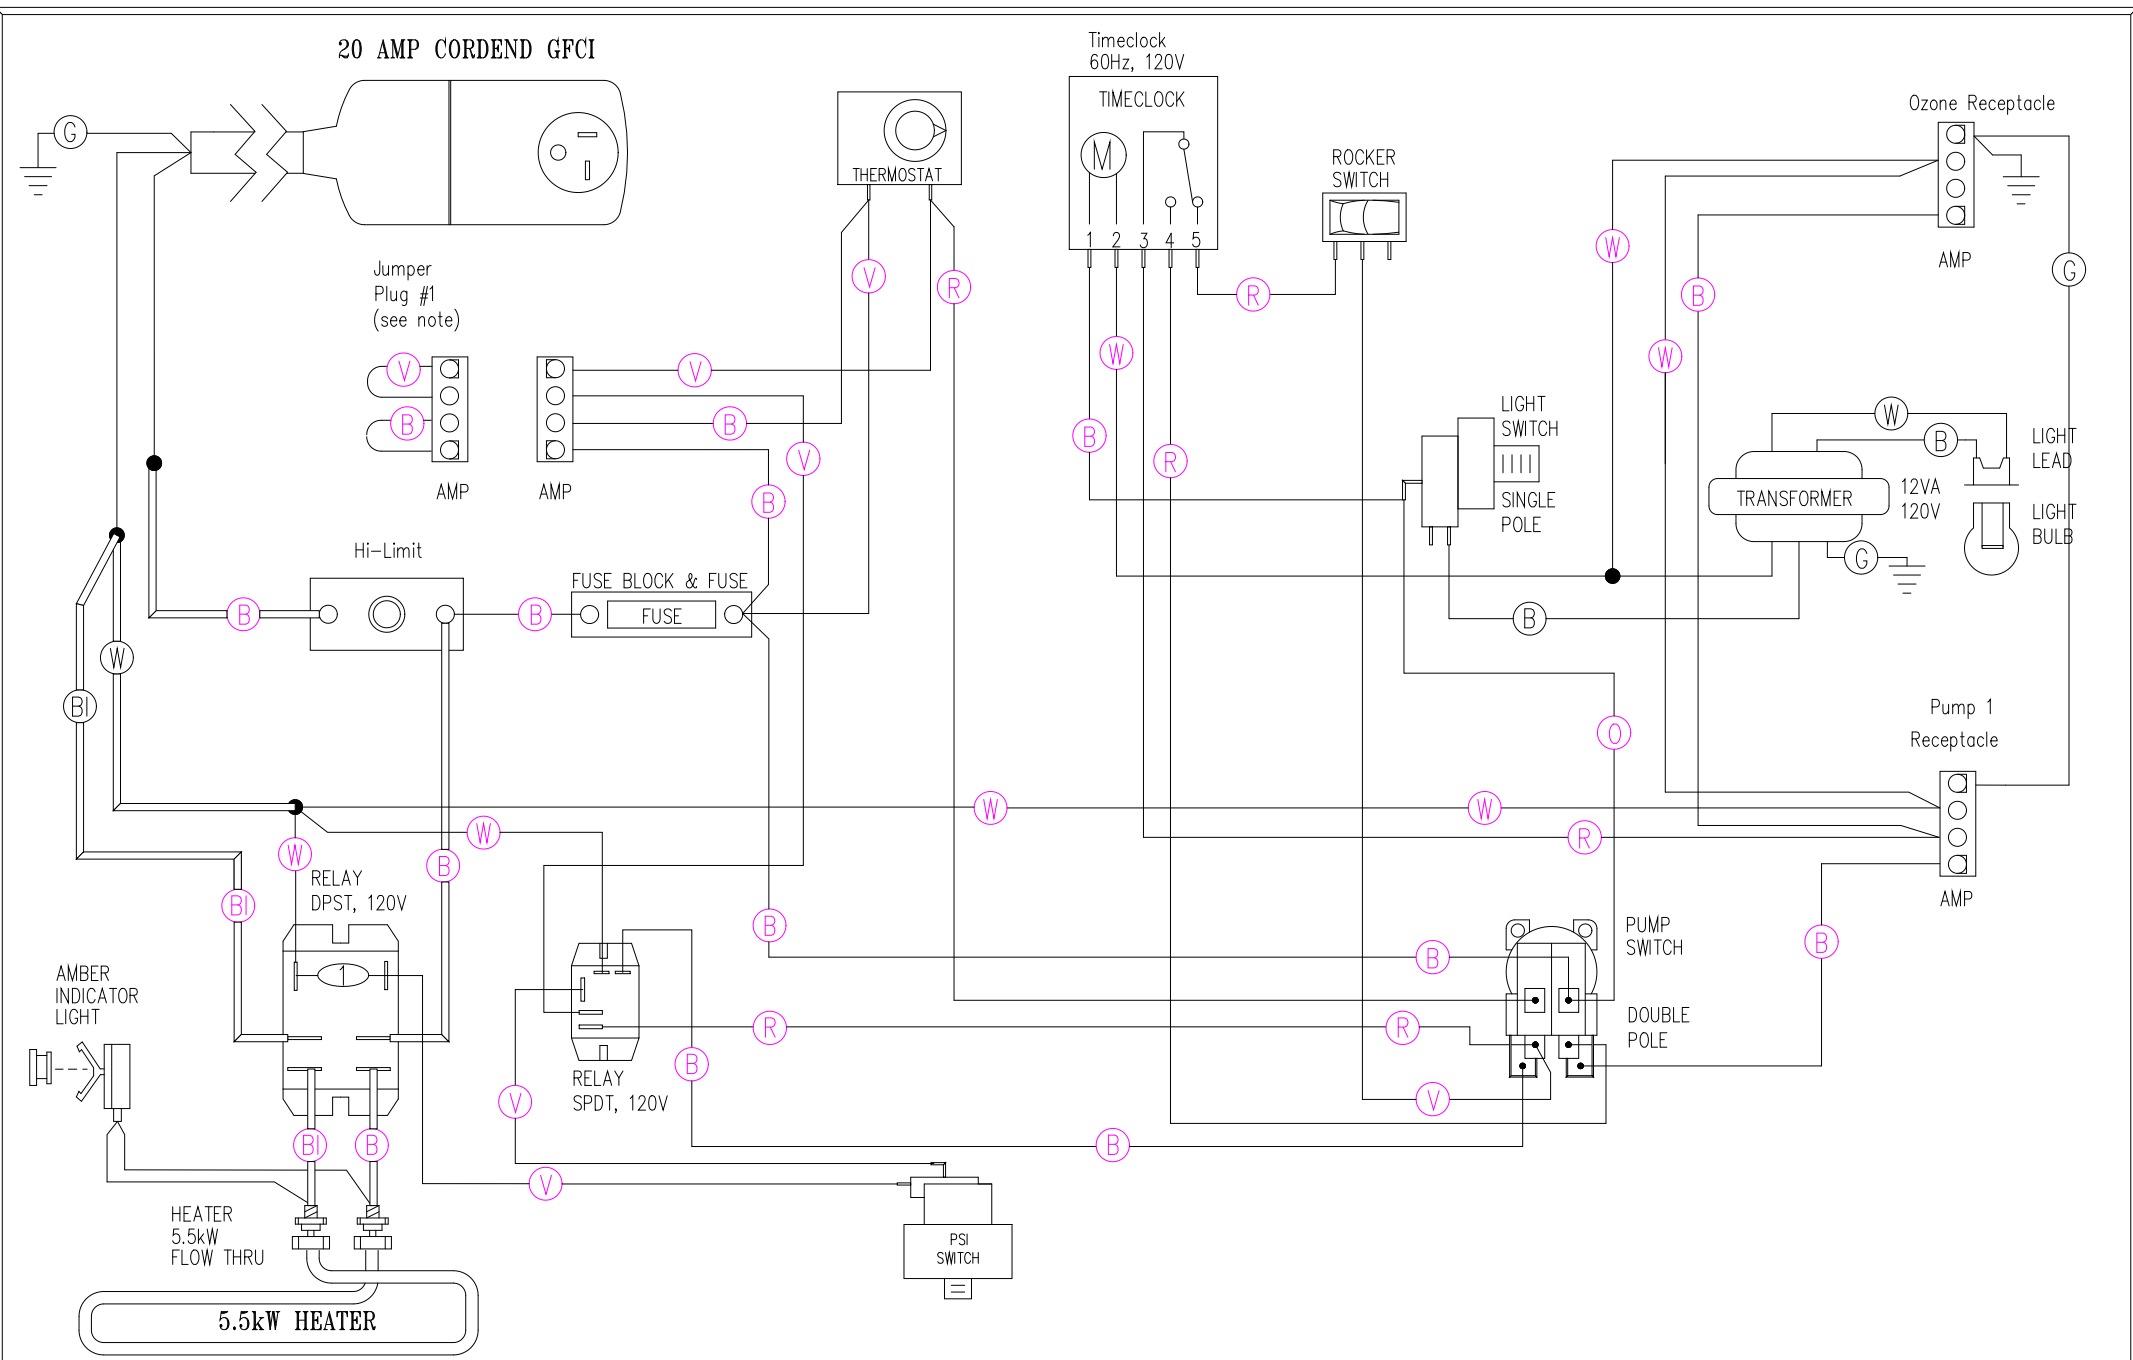 20 AMP CORDEND GFCI
G
THERMOSTAT
Timeclock
60Hz, 120V
TIMECLOCK
M
1 2 3 4 5
ROCKER
SWITCH
Ozone Receptacle
AMP
W
G
B
V
R
R
Jumper
Plug #1
(see note)
V
B
AMP
AMP
V
B
V
B
W
W
B
R
LIGHT
SWITCH
SINGLE
POLE
W
B
LIGHT
LEAD
TRANSFORMER
12VA
120V
LIGHT
BULB
G
Hi-Limit
B
B
FUSE BLOCK & FUSE
FUSE
B
W
BI
O
Pump 1
Receptacle
AMP
W
W
W
R
W
B
RELAY
DPST, 120V
BI
1
B
B
B
PUMP
SWITCH
DOUBLE
POLE
AMBER
INDICATOR
LIGHT
R
R
RELAY
SPDT, 120V
B
V
V
BI
B
B
V
HEATER
5.5kW
FLOW THRU
PSI
SWITCH
5.5kW HEATER